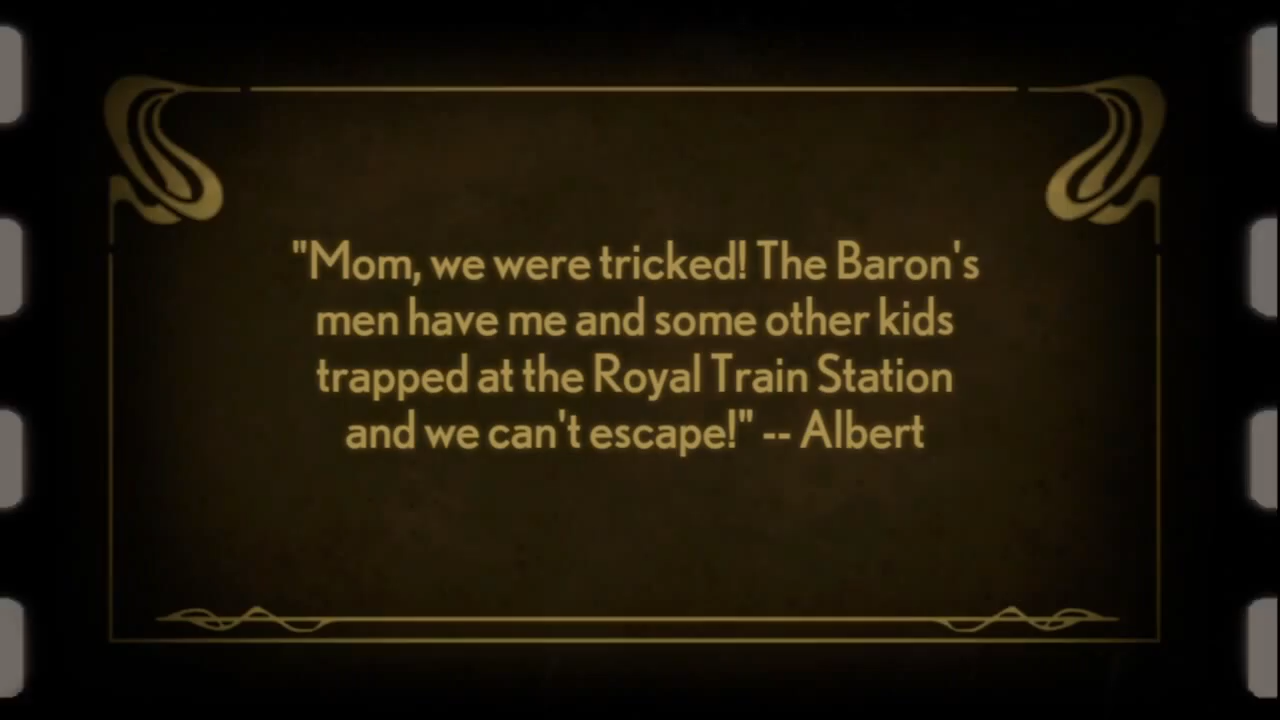 "Mom, we were tricked! The Baron's
men have me and some other kids
trapped at the Royal Train Station
and we can't escape!" -- Albert